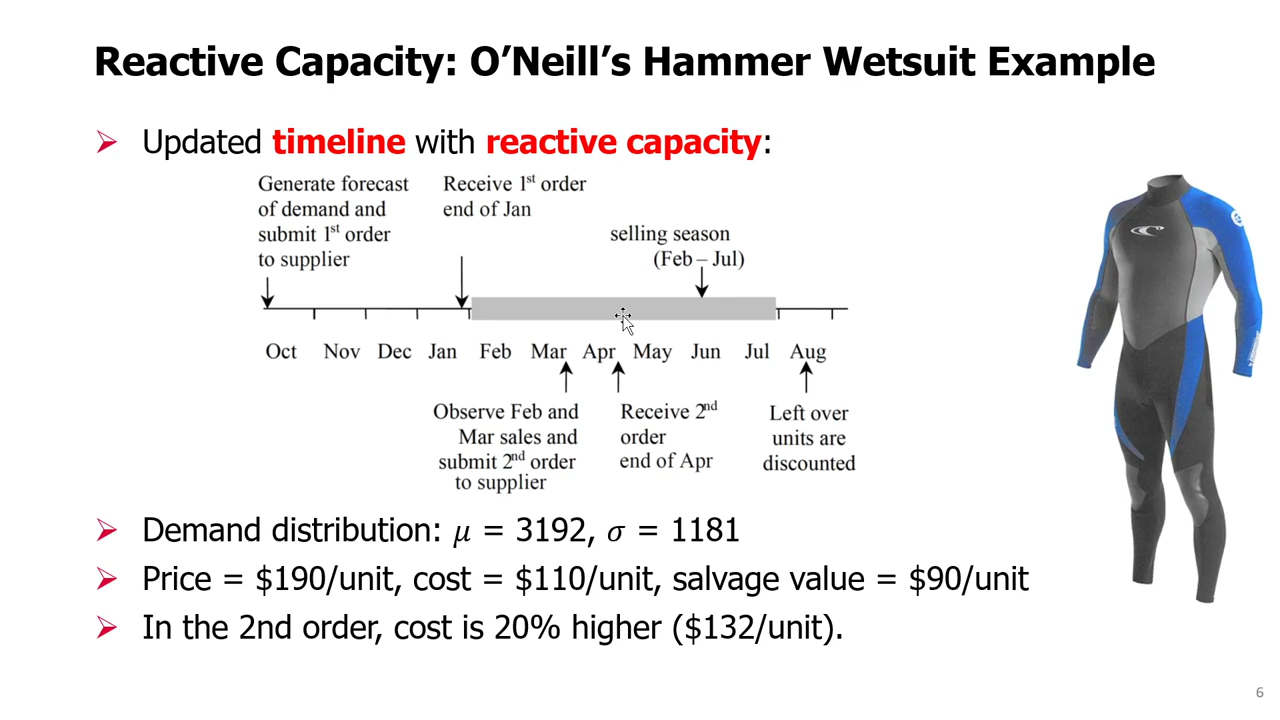 Reactive Capacity: O’Neill’s Hammer Wetsuit Example
➢ Updated timeline with reactive capacity:
Generate forecast
of demand and
submit 1st order
to supplier
Receive 1st order
end of Jan
selling season
(Feb – Jul)
Oct Nov Dec Jan Feb Mar Apr May Jun Jul Aug
Observe Feb and
Mar sales and
submit 2nd order
to supplier
Receive 2nd
order
end of Apr
Left over
units are
discounted
➢ Demand distribution: 𝜇 = 3192, 𝜎 = 1181
➢ Price = $190/unit, cost = $110/unit, salvage value = $90/unit
➢ In the 2nd order, cost is 20% higher ($132/unit).
6